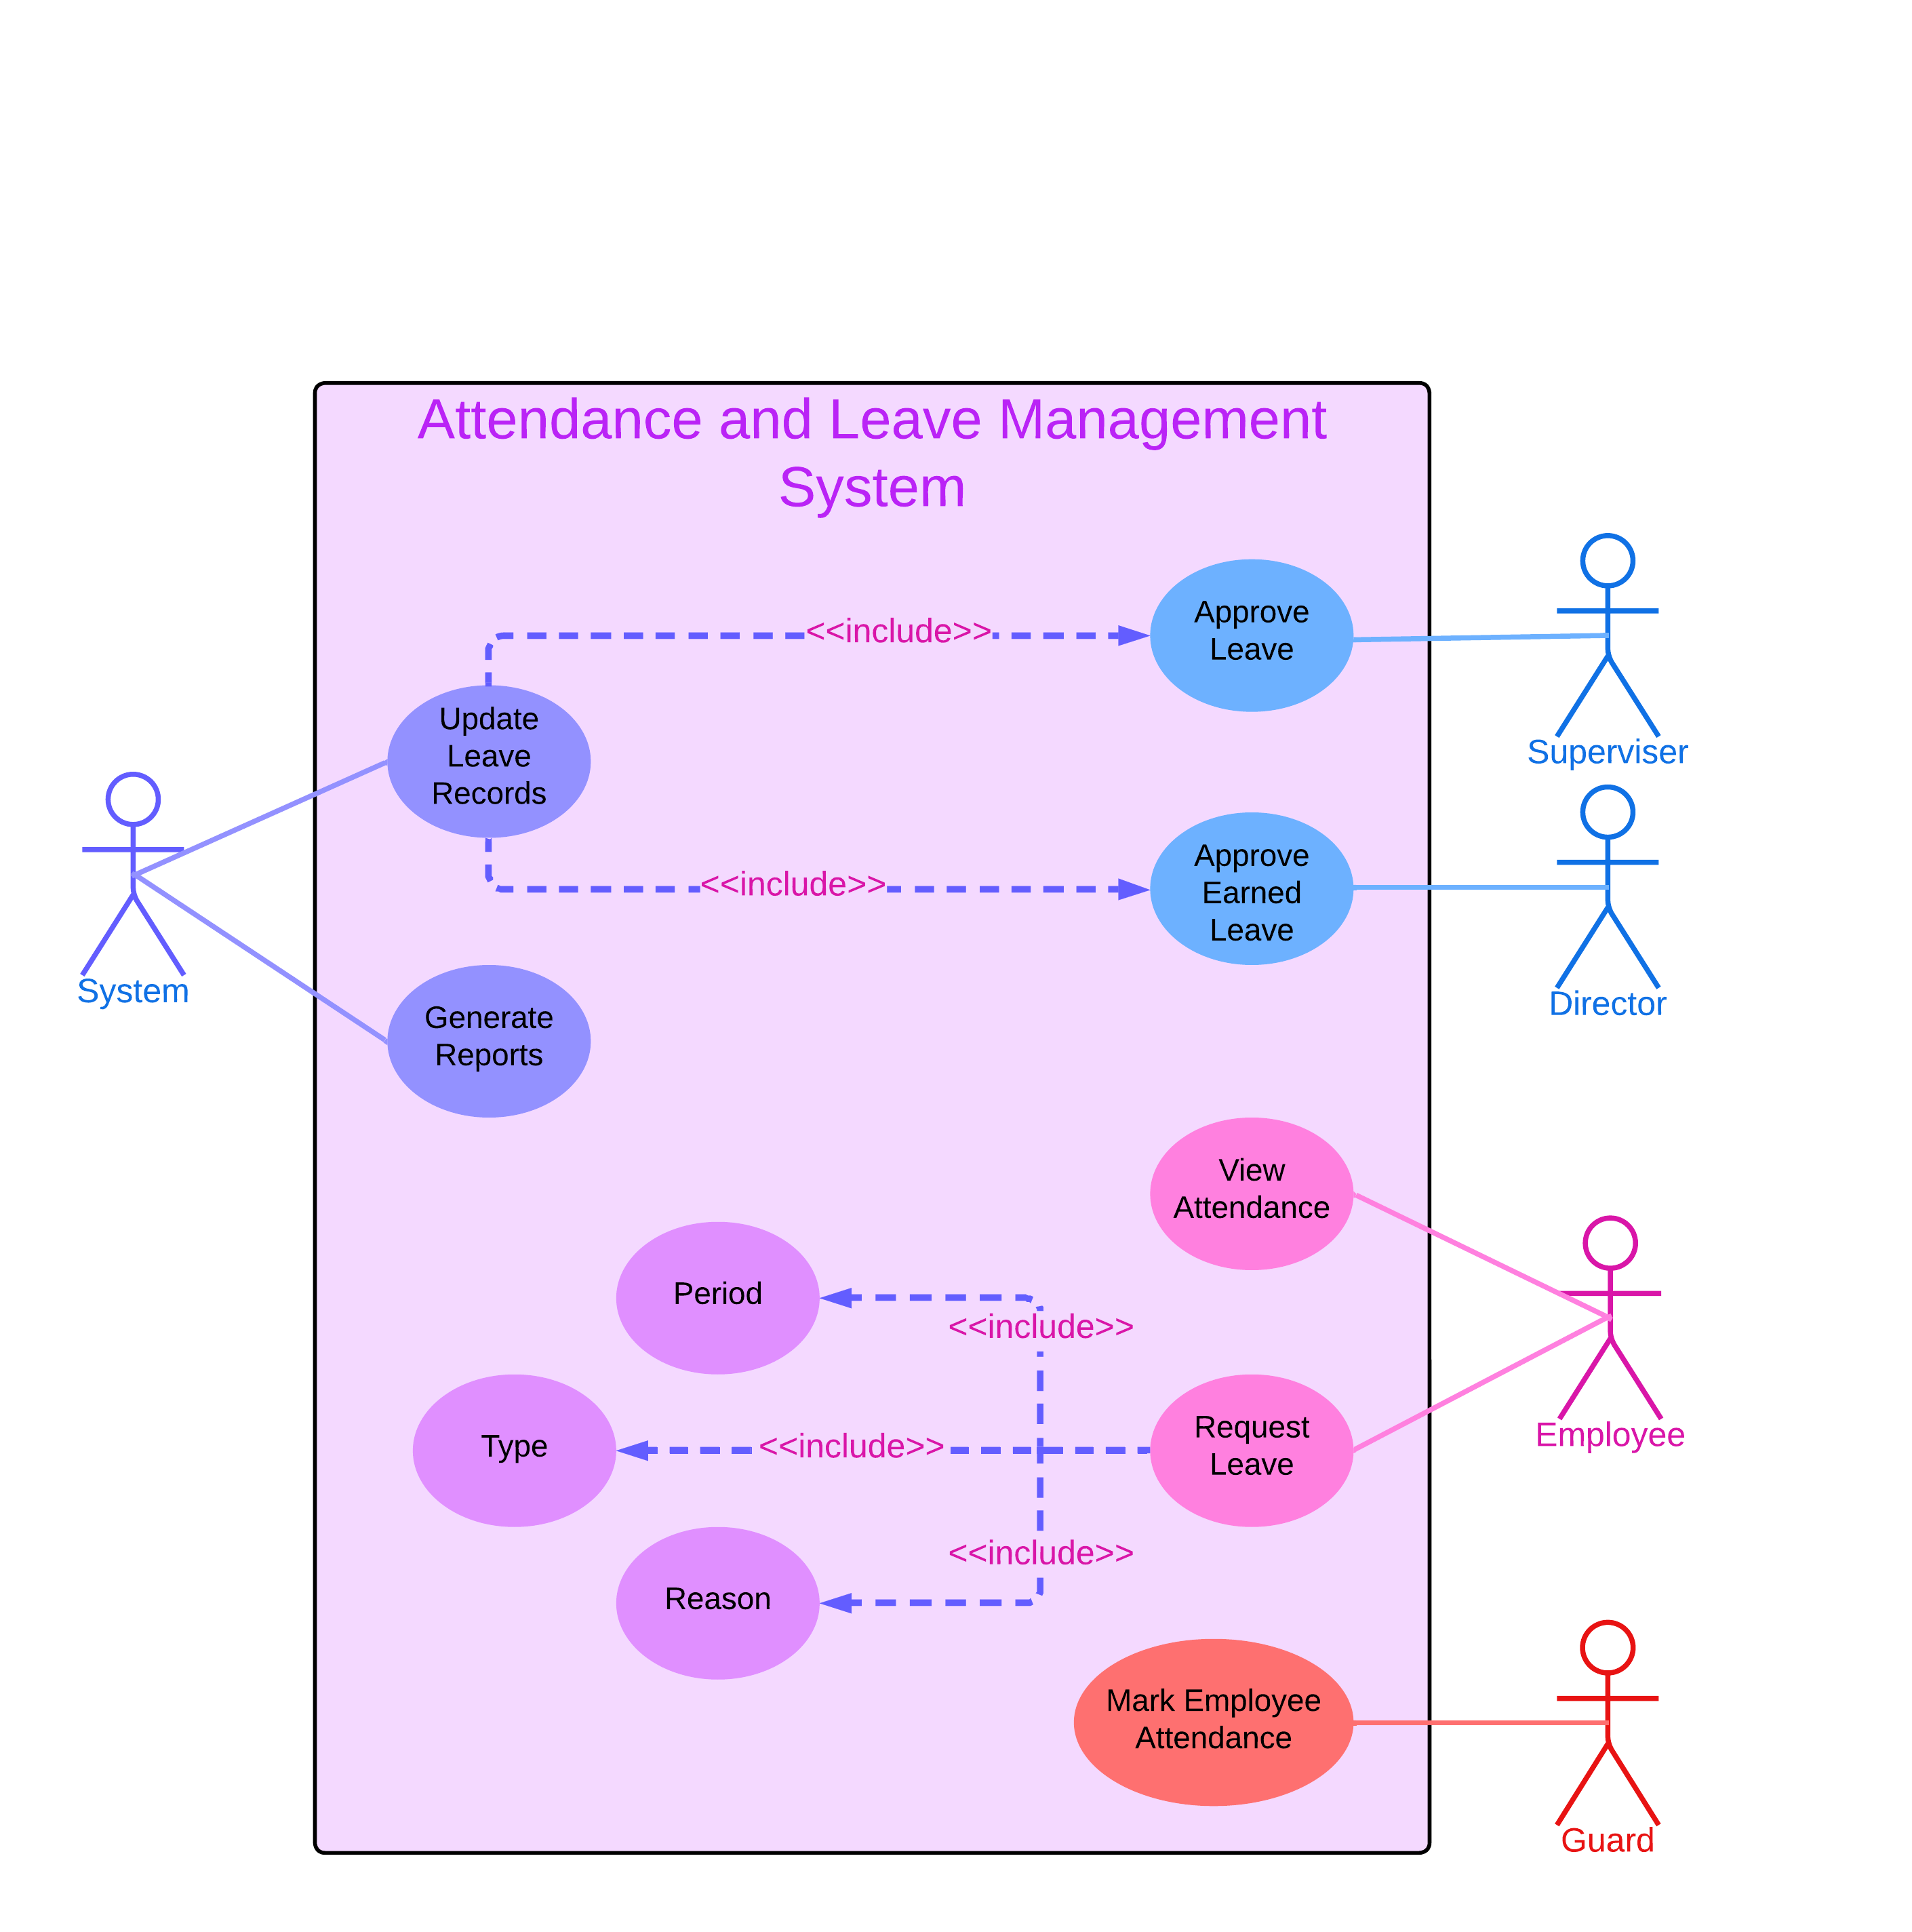 Attendance and Leave Management
System
Approve
Leave
<<include>>
Update
Leave
Records
Superviser
Approve
Earned
Leave
<<include>>
System
Director
Generate
Reports
View
Attendance
Period
<<include>>
Type
<<include>>
Request
Leave
Employee
<<include>>
Reason
Mark Employee
Attendance
Guard